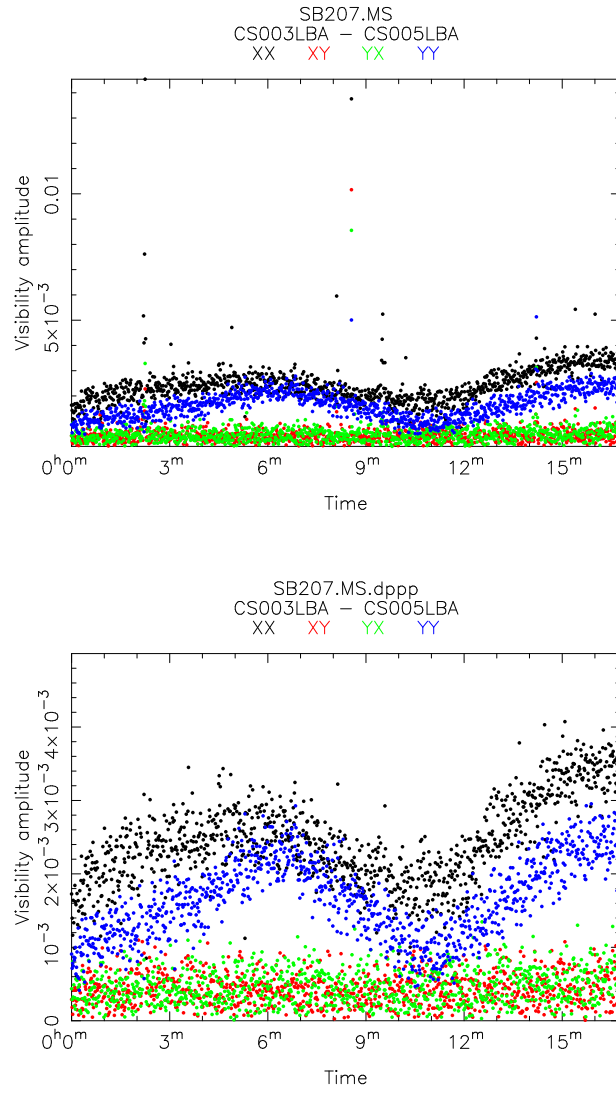 SB207.MS
CS003LBA − CS005LBA
XX XY YX YY
Visibility amplitude
0.01
5×10⁻³
0ʰ0ᵐ 3ᵐ 6ᵐ 9ᵐ 12ᵐ 15ᵐ
Time
SB207.MS.dppp
CS003LBA − CS005LBA
XX XY YX YY
Visibility amplitude
4×10⁻³
3×10⁻³
2×10⁻³
10⁻³
0
0ʰ0ᵐ 3ᵐ 6ᵐ 9ᵐ 12ᵐ 15ᵐ
Time